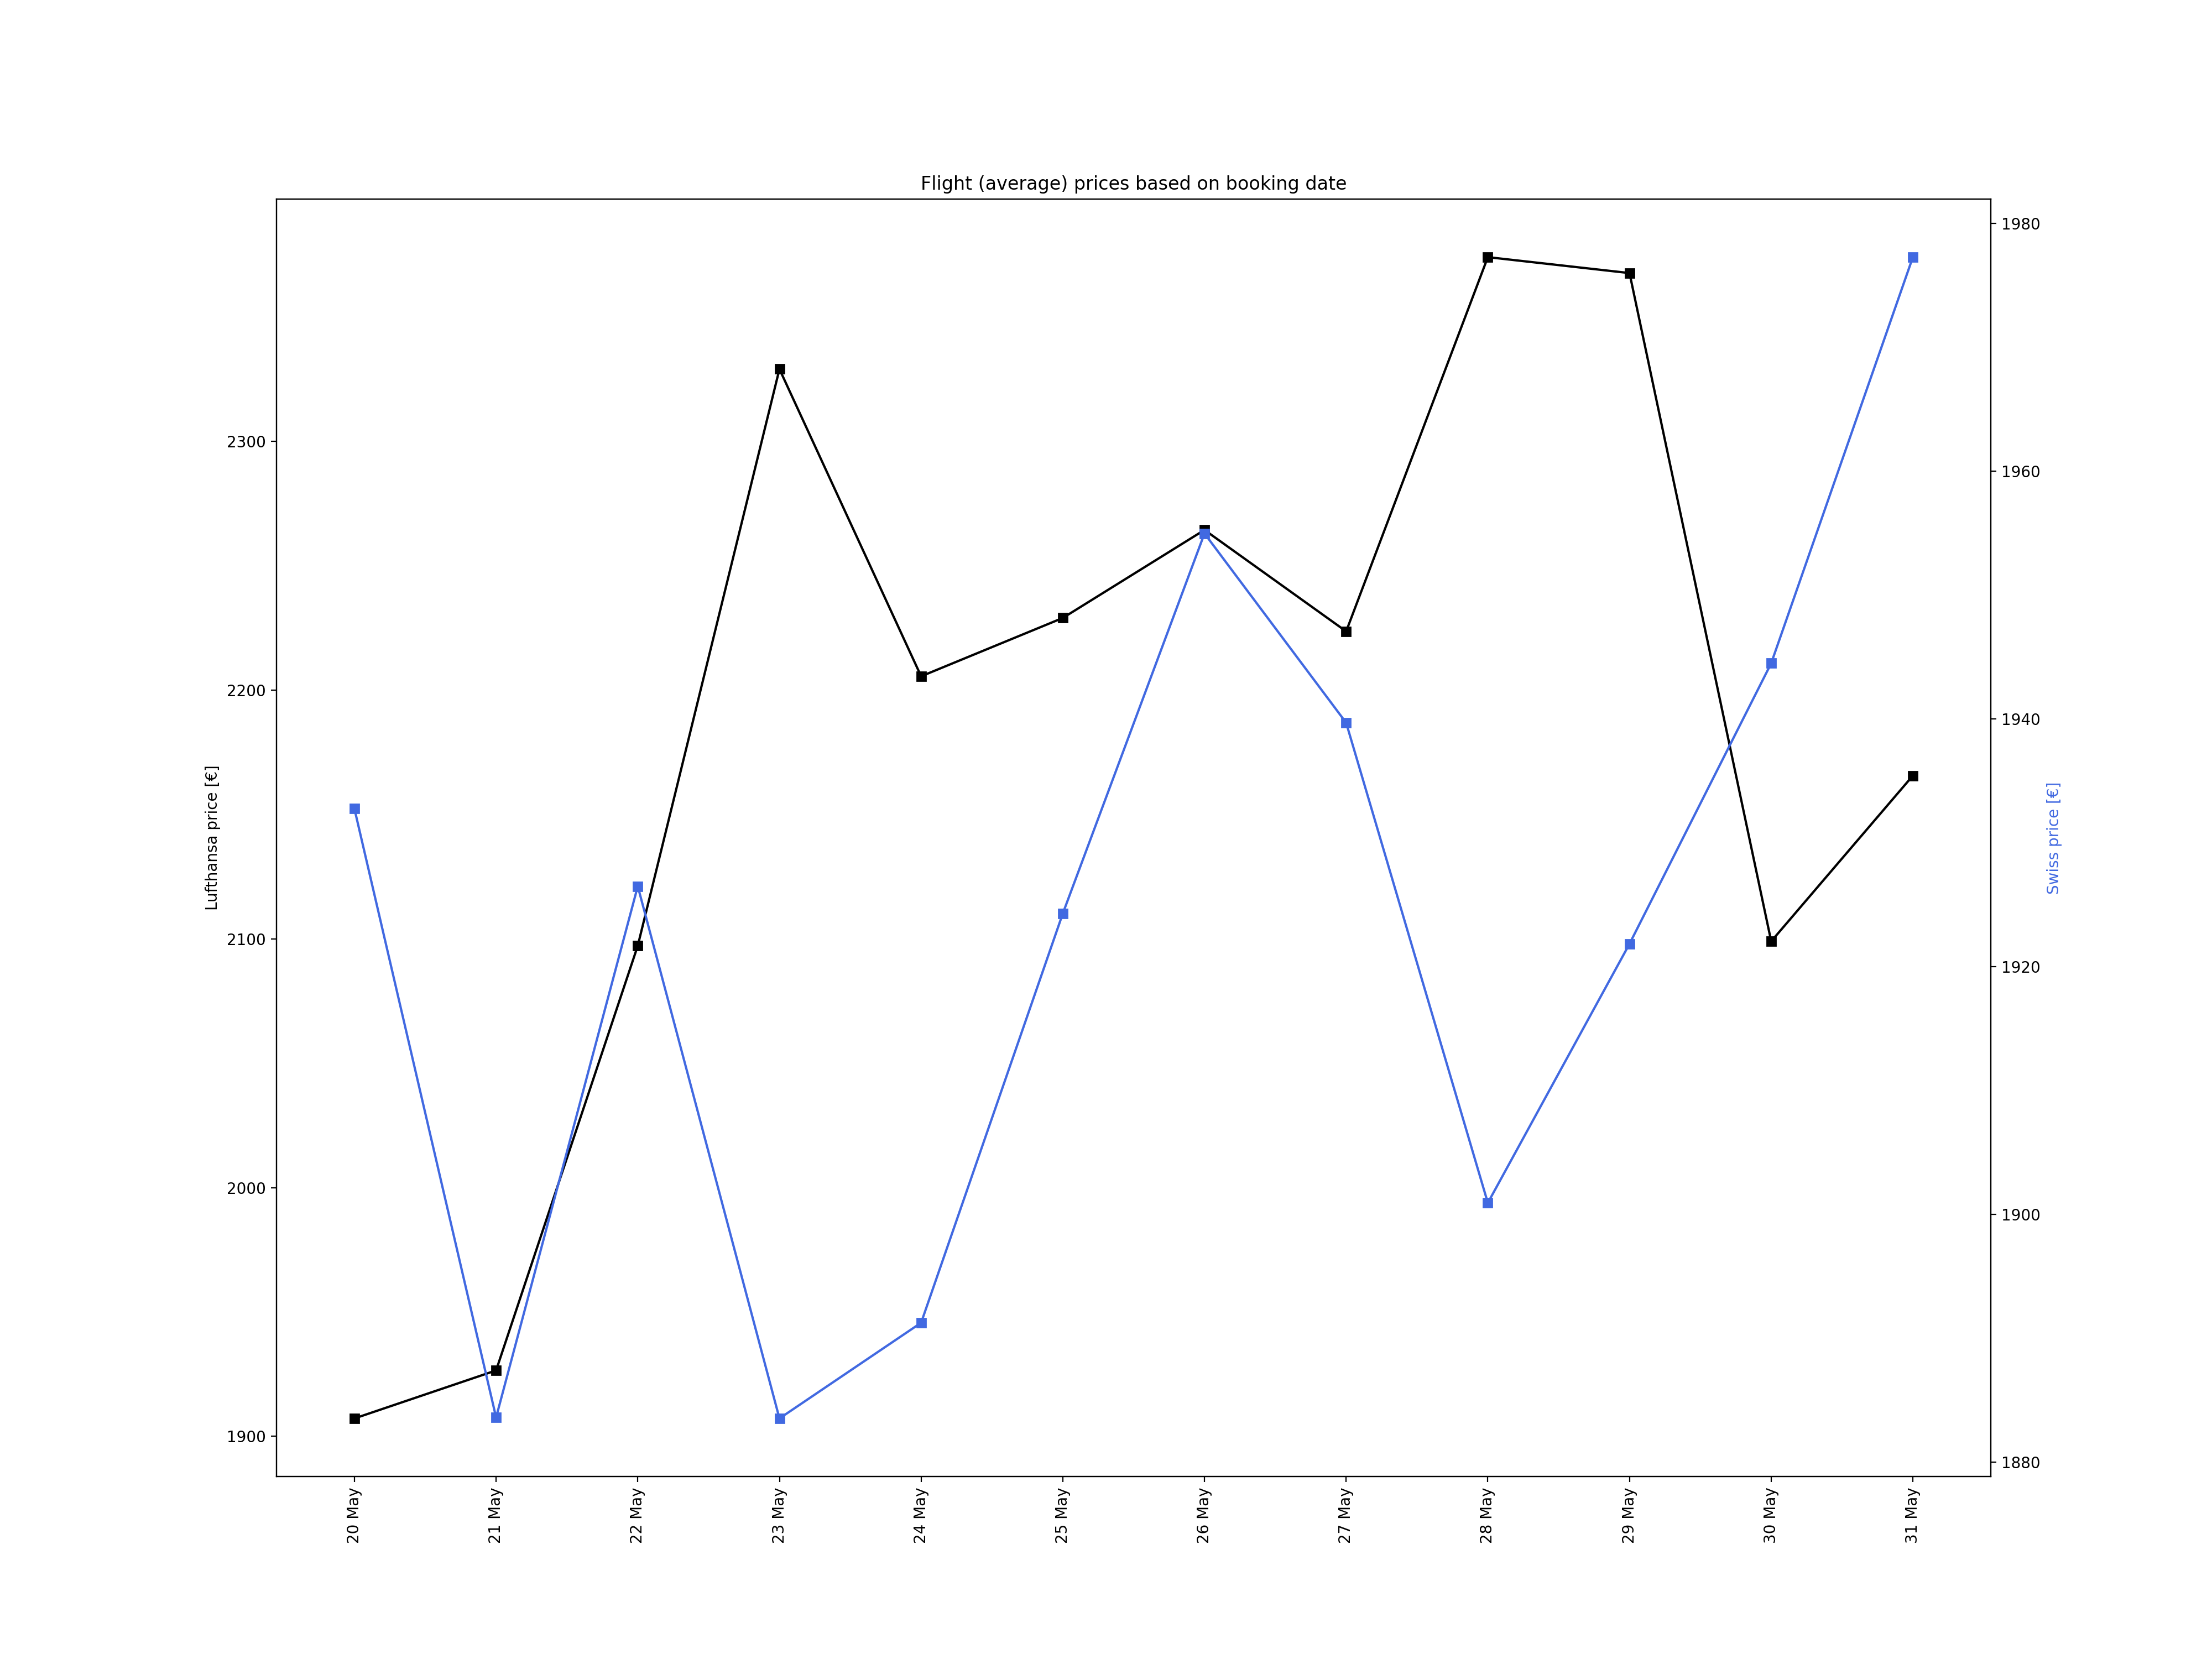 Flight (average) prices based on booking date
Lufthansa price [€]
2300
2200
2100
2000
1900
1980
1960
1940
1920
1900
1880
Swiss price [€]
20 May
21 May
22 May
23 May
24 May
25 May
26 May
27 May
28 May
29 May
30 May
31 May